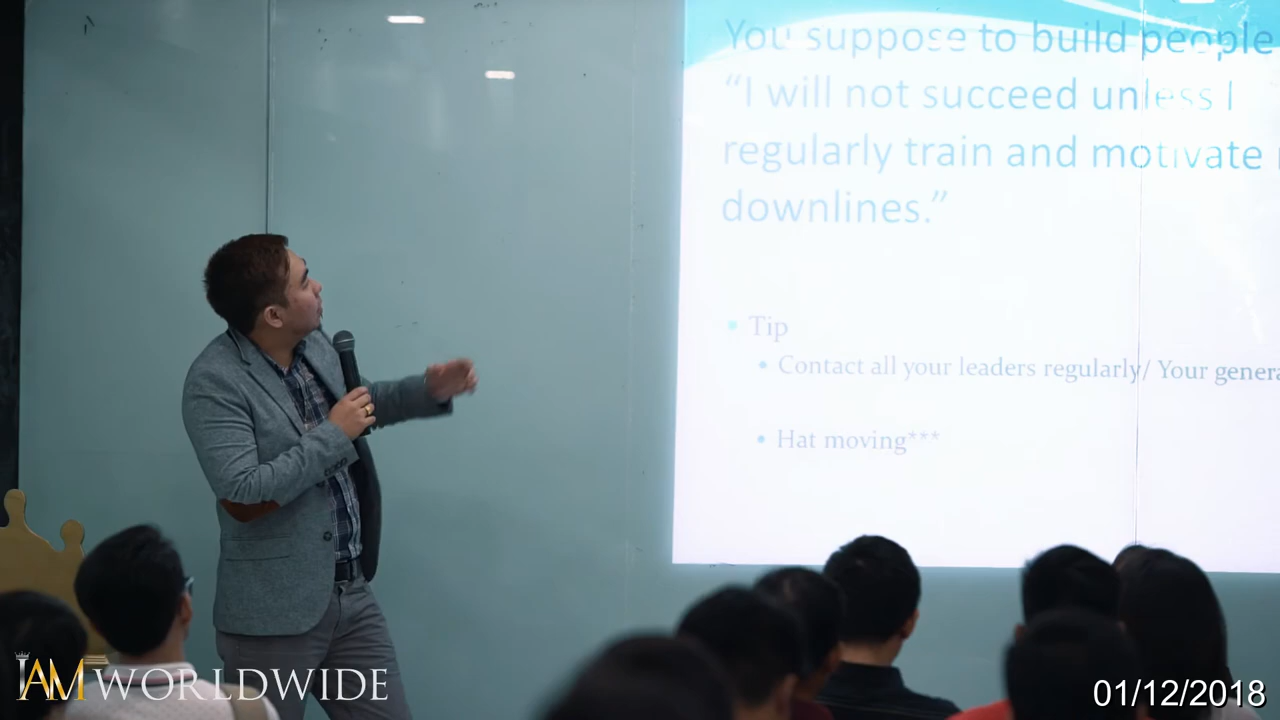 You suppose to build people
“I will not succeed unless I
regularly train and motivate
downlines.”
Tip
Contact all your leaders regularly/ Your genera
Hat moving***
IAM WORLDWIDE
01/12/2018